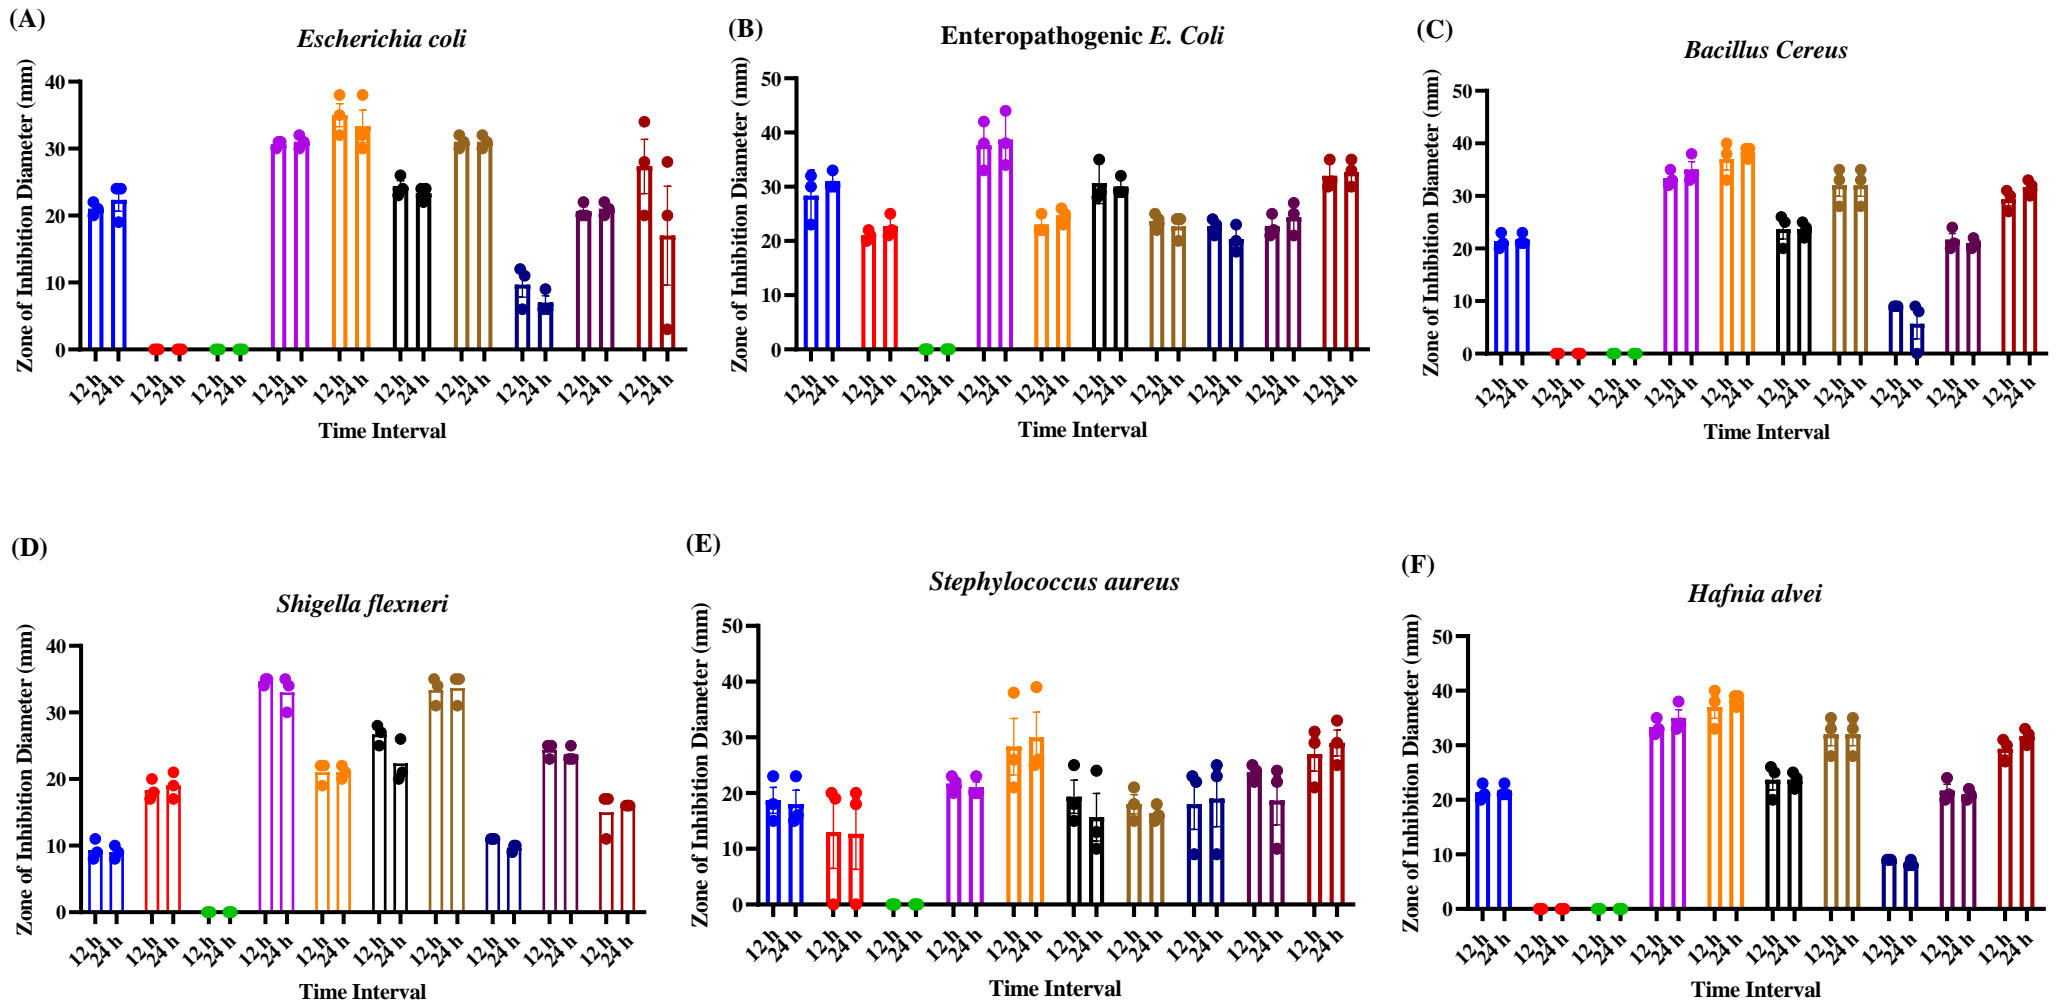 (A)
Escherichia coli
Zone of Inhibition Diameter (mm)
40
30
20
10
0
12 h 24 h 12 h 24 h 12 h 24 h 12 h 24 h 12 h 24 h 12 h 24 h 12 h 24 h 12 h 24 h 12 h 24 h 12 h 24 h
Time Interval
(B)
Enteropathogenic E. Coli
Zone of Inhibition Diameter (mm)
50
40
30
20
10
0
12 h 24 h 12 h 24 h 12 h 24 h 12 h 24 h 12 h 24 h 12 h 24 h 12 h 24 h 12 h 24 h 12 h 24 h 12 h 24 h
Time Interval
(C)
Bacillus Cereus
Zone of Inhibition Diameter (mm)
50
40
30
20
10
0
12 h 24 h 12 h 24 h 12 h 24 h 12 h 24 h 12 h 24 h 12 h 24 h 12 h 24 h 12 h 24 h 12 h 24 h 12 h 24 h
Time Interval
(D)
Shigella flexneri
Zone of Inhibition Diameter (mm)
40
30
20
10
0
12 h 24 h 12 h 24 h 12 h 24 h 12 h 24 h 12 h 24 h 12 h 24 h 12 h 24 h 12 h 24 h 12 h 24 h 12 h 24 h
Time Interval
(E)
Stephylococcus aureus
Zone of Inhibition Diameter (mm)
50
40
30
20
10
0
12 h 24 h 12 h 24 h 12 h 24 h 12 h 24 h 12 h 24 h 12 h 24 h 12 h 24 h 12 h 24 h 12 h 24 h 12 h 24 h
Time Interval
(F)
Hafnia alvei
Zone of Inhibition Diameter (mm)
50
40
30
20
10
0
12 h 24 h 12 h 24 h 12 h 24 h 12 h 24 h 12 h 24 h 12 h 24 h 12 h 24 h 12 h 24 h 12 h 24 h 12 h 24 h
Time Interval